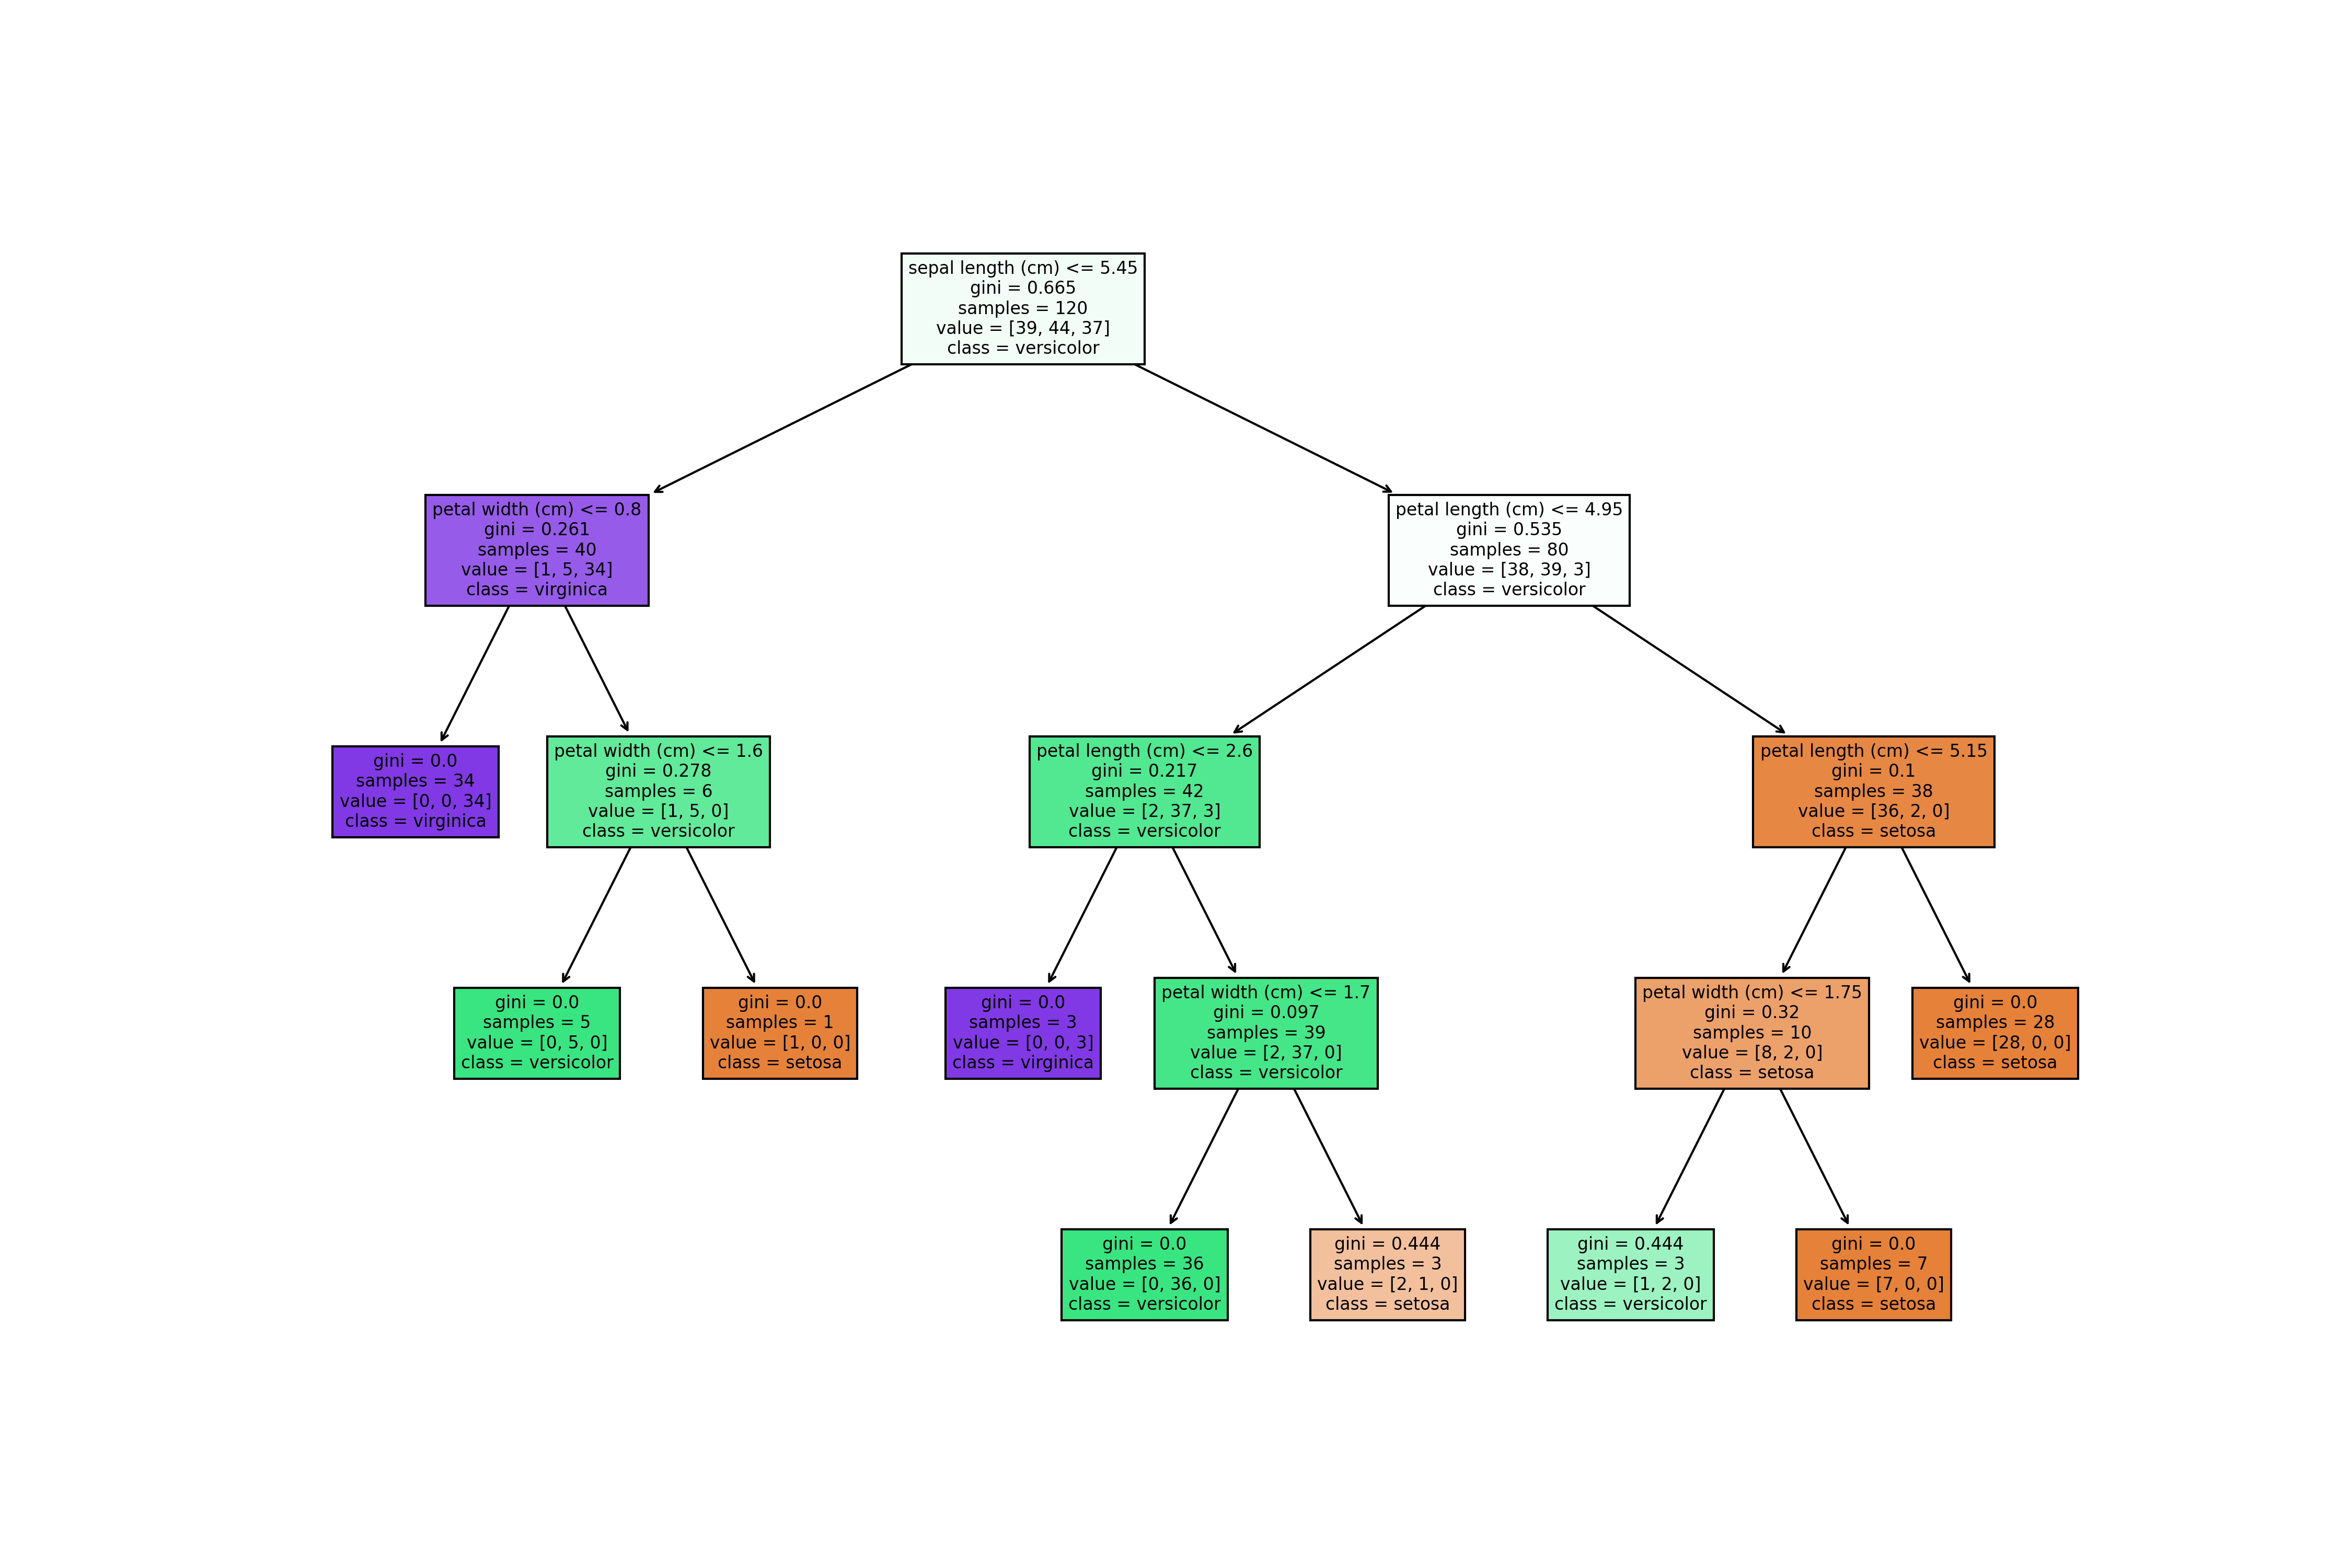 sepal length (cm) <= 5.45
gini = 0.665
samples = 120
value = [39, 44, 37]
class = versicolor
petal width (cm) <= 0.8
gini = 0.261
samples = 40
value = [1, 5, 34]
class = virginica
petal length (cm) <= 4.95
gini = 0.535
samples = 80
value = [38, 39, 3]
class = versicolor
gini = 0.0
samples = 34
value = [0, 0, 34]
class = virginica
petal width (cm) <= 1.6
gini = 0.278
samples = 6
value = [1, 5, 0]
class = versicolor
petal length (cm) <= 2.6
gini = 0.217
samples = 42
value = [2, 37, 3]
class = versicolor
petal length (cm) <= 5.15
gini = 0.1
samples = 38
value = [36, 2, 0]
class = setosa
gini = 0.0
samples = 5
value = [0, 5, 0]
class = versicolor
gini = 0.0
samples = 1
value = [1, 0, 0]
class = setosa
gini = 0.0
samples = 3
value = [0, 0, 3]
class = virginica
petal width (cm) <= 1.7
gini = 0.097
samples = 39
value = [2, 37, 0]
class = versicolor
petal width (cm) <= 1.75
gini = 0.32
samples = 10
value = [8, 2, 0]
class = setosa
gini = 0.0
samples = 28
value = [28, 0, 0]
class = setosa
gini = 0.0
samples = 36
value = [0, 36, 0]
class = versicolor
gini = 0.444
samples = 3
value = [2, 1, 0]
class = setosa
gini = 0.444
samples = 3
value = [1, 2, 0]
class = versicolor
gini = 0.0
samples = 7
value = [7, 0, 0]
class = setosa